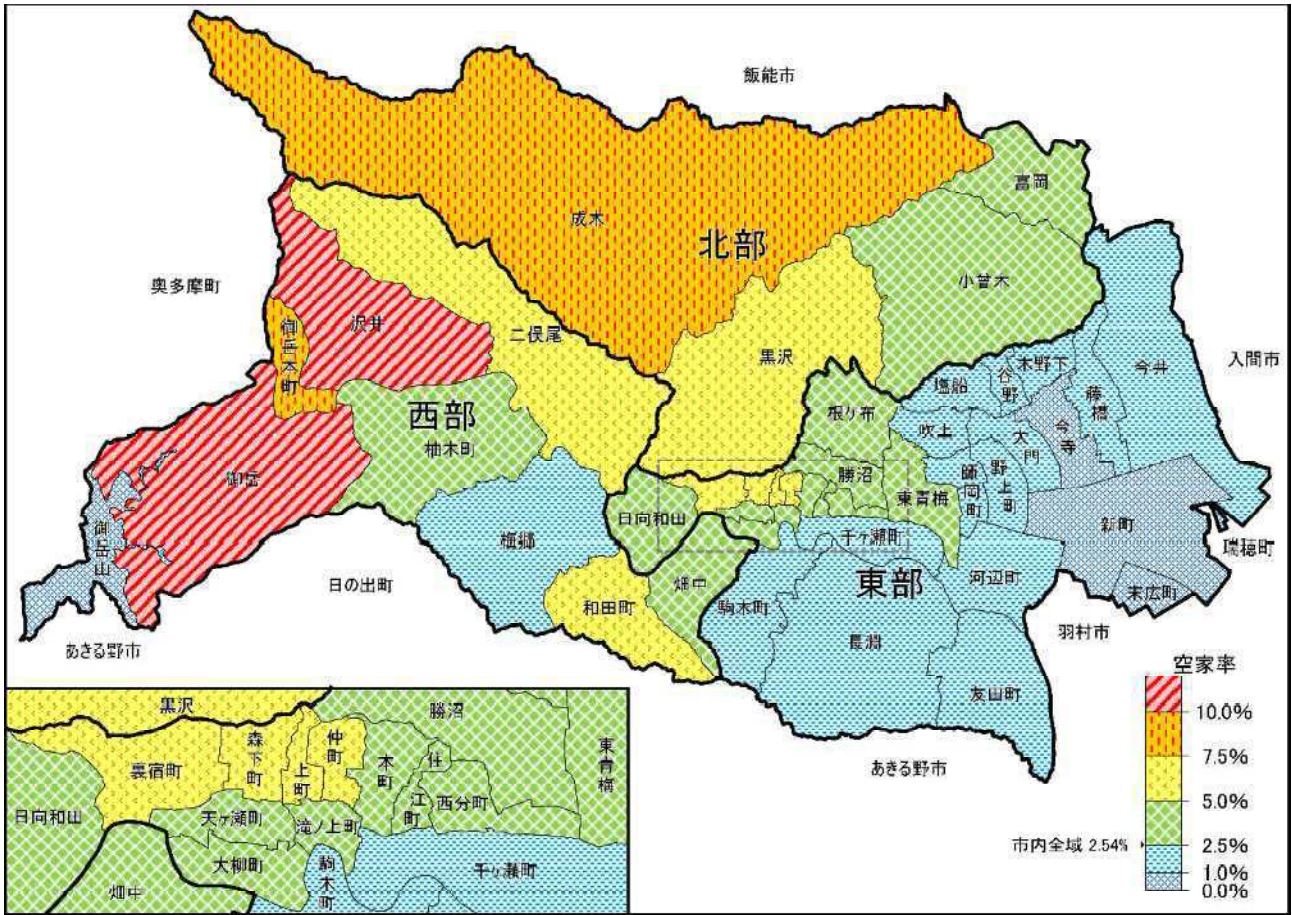 飯能市
富岡
成木
北部
小曾木
奥多摩町
沢井
御岳本町
二俣尾
黒沢
入間市
今井
木野下
谷野
塩船
藤橋
根ヶ布
今寺
吹上
大門
西部
柚木町
御岳
勝沼
師岡町
野上町
東青梅
新町
御岳山
日向和田
千ヶ瀬町
瑞穂町
梅郷
畑中
東部
河辺町
日の出町
和田町
駒木町
末広町
長淵
羽村市
あきる野市
友田町
あきる野市
空家率
10.0%
7.5%
5.0%
市内全域 2.54%
2.5%
1.0%
0.0%
黒沢
勝沼
森下町
仲町
上町
本町
住江町
東青梅
裏宿町
西分町
日向和田
天ヶ瀬町
滝ノ上町
大柳町
駒木町
千ヶ瀬町
畑中